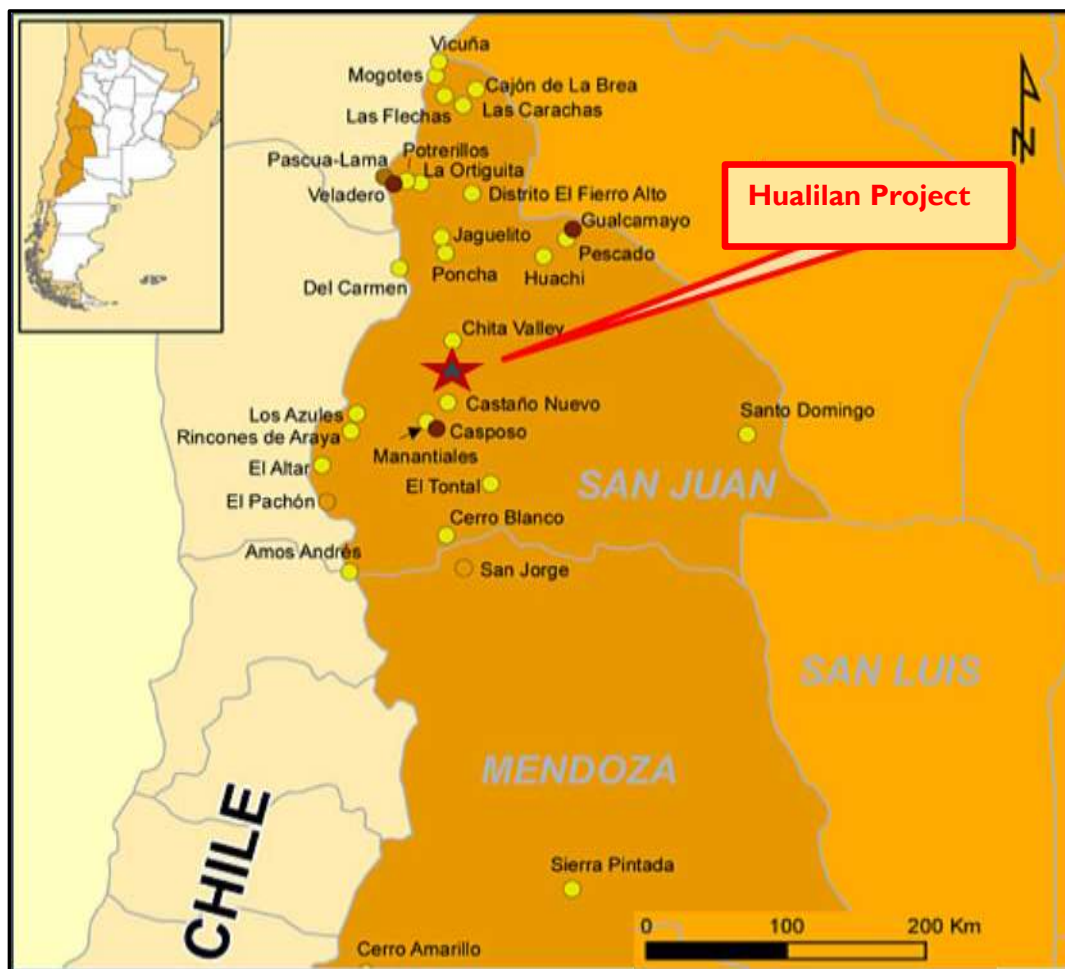 Vicuña
Mogotes
Cajón de La Brea
Las Flechas
Las Carachas
N
Potrerillos
Pascua-Lama
La Ortiguita
Veladero
Distrito El Fierro Alto
Hualilan Project
Gualcamayo
Jaguelito
Pescado
Poncha
Huachi
Del Carmen
Chita Valley
Los Azules
Castaño Nuevo
Santo Domingo
Rincones de Araya
Casposo
Manantiales
El Altar
El Tontal
SAN JUAN
El Pachón
Cerro Blanco
Amos Andrés
San Jorge
SAN LUIS
MENDOZA
CHILE
Sierra Pintada
0 100 200 Km
Cerro Amarillo